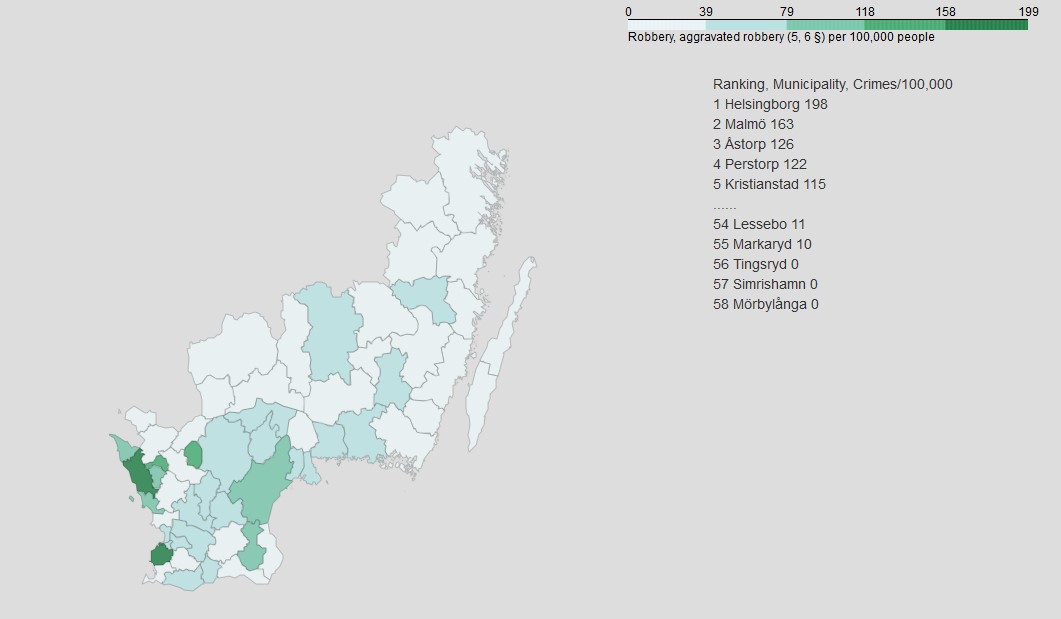 0 39 79 118 158 199
Robbery, aggravated robbery (5, 6 §) per 100,000 people
Ranking, Municipality, Crimes/100,000
1 Helsingborg 198
2 Malmö 163
3 Åstorp 126
4 Perstorp 122
5 Kristianstad 115
......
54 Lessebo 11
55 Markaryd 10
56 Tingsryd 0
57 Simrishamn 0
58 Mörbylånga 0